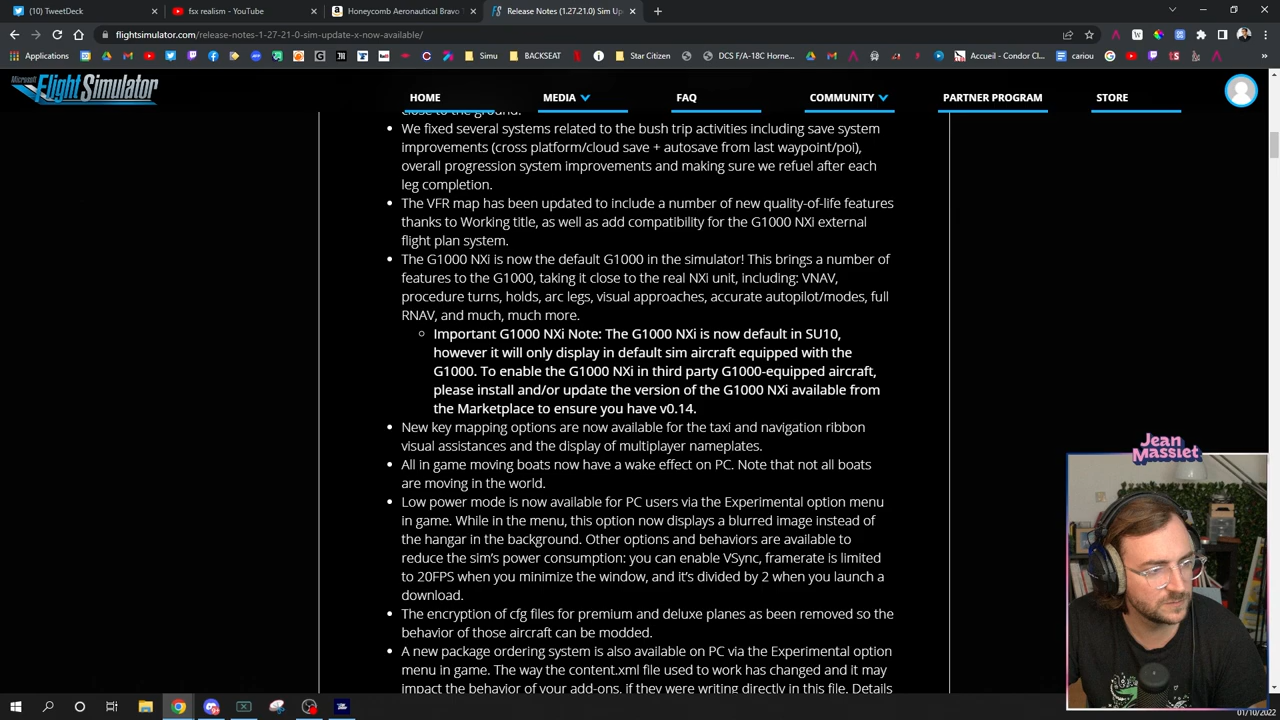 (10) TweetDeck
fsx realism - YouTube
Honeycomb Aeronautical Bravo T
Release Notes (1.27.21.0) Sim Up
flightsimulator.com/release-notes-1-27-21-0-sim-update-x-now-available/
Applications
Simu
BACKSEAT
Star Citizen
DCS F/A-18C Horne...
Accueil - Condor Cl...
cariou
Microsoft
Flight Simulator
HOME
MEDIA
FAQ
COMMUNITY
PARTNER PROGRAM
STORE
close to the ground.
We fixed several systems related to the bush trip activities including save system
improvements (cross platform/cloud save + autosave from last waypoint/poi),
overall progression system improvements and making sure we refuel after each
leg completion.
The VFR map has been updated to include a number of new quality-of-life features
thanks to Working title, as well as add compatibility for the G1000 NXi external
flight plan system.
The G1000 NXi is now the default G1000 in the simulator! This brings a number of
features to the G1000, taking it close to the real NXi unit, including: VNAV,
procedure turns, holds, arc legs, visual approaches, accurate autopilot/modes, full
RNAV, and much, much more.
Important G1000 NXi Note: The G1000 NXi is now default in SU10,
however it will only display in default sim aircraft equipped with the
G1000. To enable the G1000 NXi in third party G1000-equipped aircraft,
please install and/or update the version of the G1000 NXi available from
the Marketplace to ensure you have v0.14.
New key mapping options are now available for the taxi and navigation ribbon
visual assistances and the display of multiplayer nameplates.
All in game moving boats now have a wake effect on PC. Note that not all boats
are moving in the world.
Low power mode is now available for PC users via the Experimental option menu
in game. While in the menu, this option now displays a blurred image instead of
the hangar in the background. Other options and behaviors are available to
reduce the sim's power consumption: you can enable VSync, framerate is limited
to 20FPS when you minimize the window, and it's divided by 2 when you launch a
download.
The encryption of cfg files for premium and deluxe planes as been removed so the
behavior of those aircraft can be modded.
A new package ordering system is also available on PC via the Experimental option
menu in game. The way the content.xml file used to work has changed and it may
impact the behavior of your add-ons, if they were writing directly in this file. Details
Jean
Massiet
01/10/2022